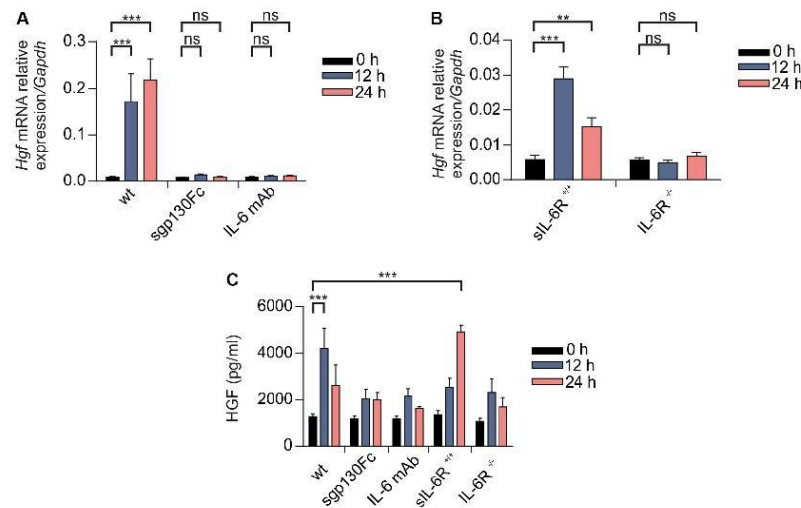 A
*** ns ns
*** ns ns
Hgf mRNA relative
expression/Gapdh
0.3
0.2
0.1
0.0
wt
sgp130Fc
IL-6 mAb
0 h
12 h
24 h
B
** ns
*** ns
Hgf mRNA relative
expression/Gapdh
0.04
0.03
0.02
0.01
0.00
sIL-6R+/+
IL-6R-/-
0 h
12 h
24 h
C
***
***
HGF (pg/ml)
6000
4000
2000
0
wt
sgp130Fc
IL-6 mAb
sIL-6R+/+
IL-6R-/-
0 h
12 h
24 h